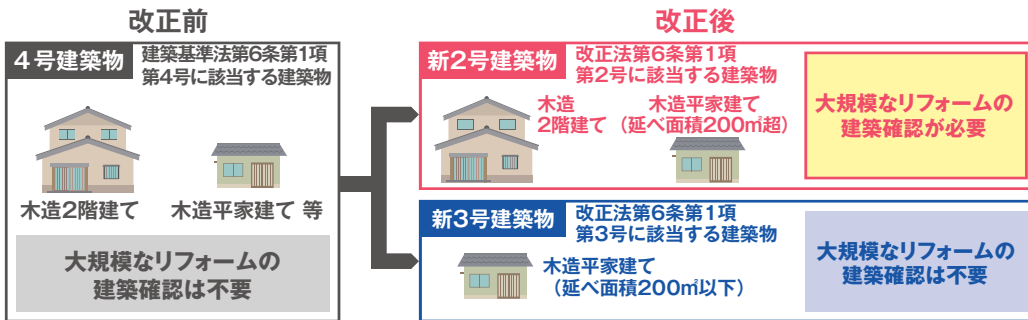 改正前
4号建築物
建築基準法第6条第1項
第4号に該当する建築物
木造2階建て
木造平家建て 等
大規模なリフォームの
建築確認は不要
改正後
新2号建築物
改正法第6条第1項
第2号に該当する建築物
木造
2階建て
木造平家建て
（延べ面積200㎡超）
大規模なリフォームの
建築確認が必要
新3号建築物
改正法第6条第1項
第3号に該当する建築物
木造平家建て
（延べ面積200㎡以下）
大規模なリフォームの
建築確認は不要